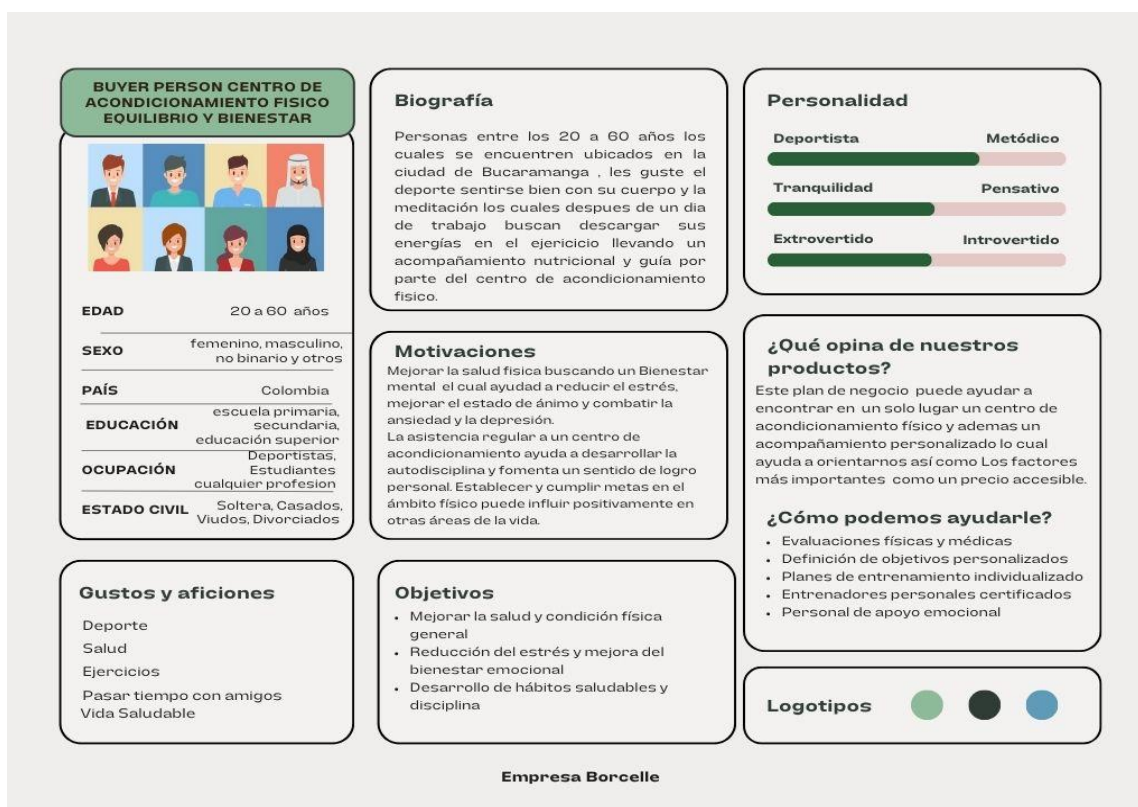 BUYER PERSON CENTRO DE
ACONDICIONAMIENTO FISICO
EQUILIBRIO Y BIENESTAR
EDAD 20 a 60 años
SEXO femenino, masculino,
no binario y otros
PAÍS Colombia
EDUCACIÓN escuela primaria,
secundaria,
educación superior
OCUPACIÓN Deportistas,
Estudiantes
cualquier profesion
ESTADO CIVIL Soltera, Casados,
Viudos, Divorciados
Gustos y aficiones
Deporte
Salud
Ejercicios
Pasar tiempo con amigos
Vida Saludable
Biografía
Personas entre los 20 a 60 años los
cuales se encuentren ubicados en la
ciudad de Bucaramanga , les guste el
deporte sentirse bien con su cuerpo y la
meditación los cuales despues de un dia
de trabajo buscan descargar sus
energías en el ejericicio llevando un
acompañamiento nutricional y guía por
parte del centro de acondicionamiento
fisico.
Motivaciones
Mejorar la salud fisica buscando un Bienestar
mental el cual ayudad a reducir el estrés,
mejorar el estado de ánimo y combatir la
ansiedad y la depresión.
La asistencia regular a un centro de
acondicionamiento ayuda a desarrollar la
autodisciplina y fomenta un sentido de logro
personal. Establecer y cumplir metas en el
ámbito físico puede influir positivamente en
otras áreas de la vida.
Objetivos
• Mejorar la salud y condición física
general
• Reducción del estrés y mejora del
bienestar emocional
• Desarrollo de hábitos saludables y
disciplina
Personalidad
Deportista Metódico
Tranquilidad Pensativo
Extrovertido Introvertido
¿Qué opina de nuestros
productos?
Este plan de negocio puede ayudar a
encontrar en un solo lugar un centro de
acondicionamiento físico y ademas un
acompañamiento personalizado lo cual
ayuda a orientarnos así como Los factores
más importantes como un precio accesible.
¿Cómo podemos ayudarle?
• Evaluaciones físicas y médicas
• Definición de objetivos personalizados
• Planes de entrenamiento individualizado
• Entrenadores personales certificados
• Personal de apoyo emocional
Logotipos
Empresa Borcelle